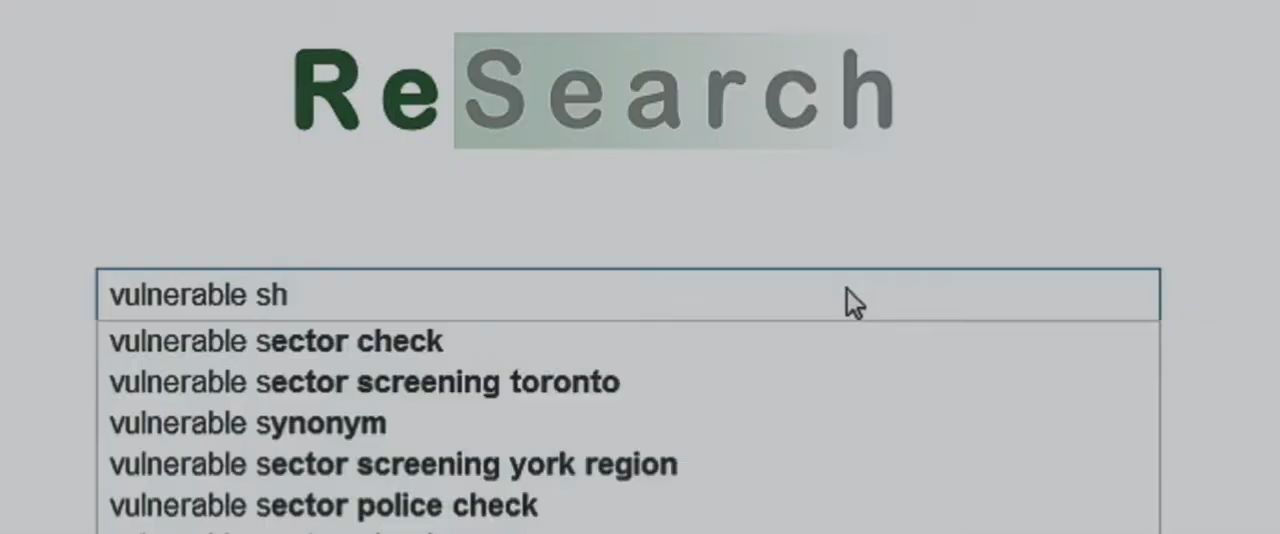 ReSearch
vulnerable sh
vulnerable sector check
vulnerable sector screening toronto
vulnerable synonym
vulnerable sector screening york region
vulnerable sector police check